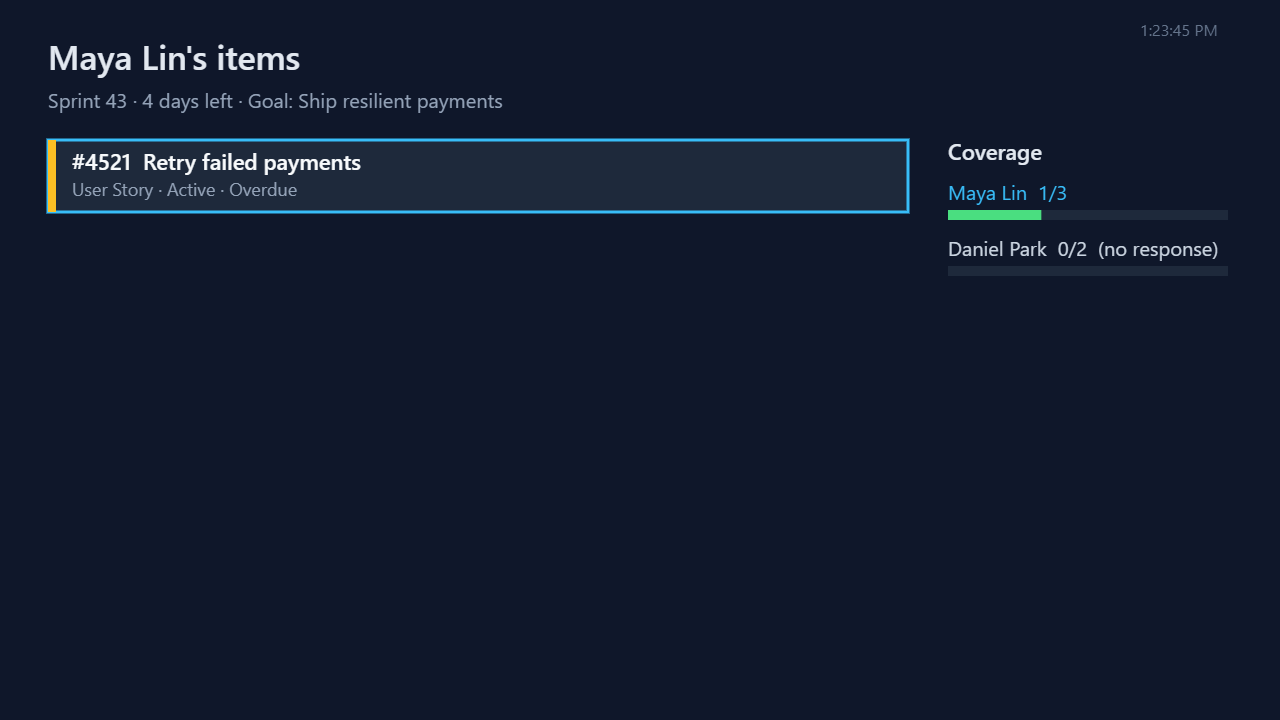 1:23:45 PM
Maya Lin's items
Sprint 43 · 4 days left · Goal: Ship resilient payments
#4521 Retry failed payments
User Story · Active · Overdue
Coverage
Maya Lin 1/3
Daniel Park 0/2 (no response)